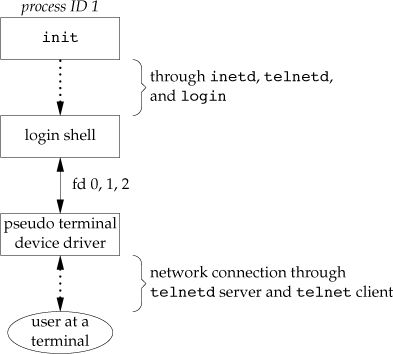 process ID 1
init
through inetd, telnetd,
and login
login shell
fd 0, 1, 2
pseudo terminal
device driver
network connection through
telnetd server and telnet client
user at a
terminal